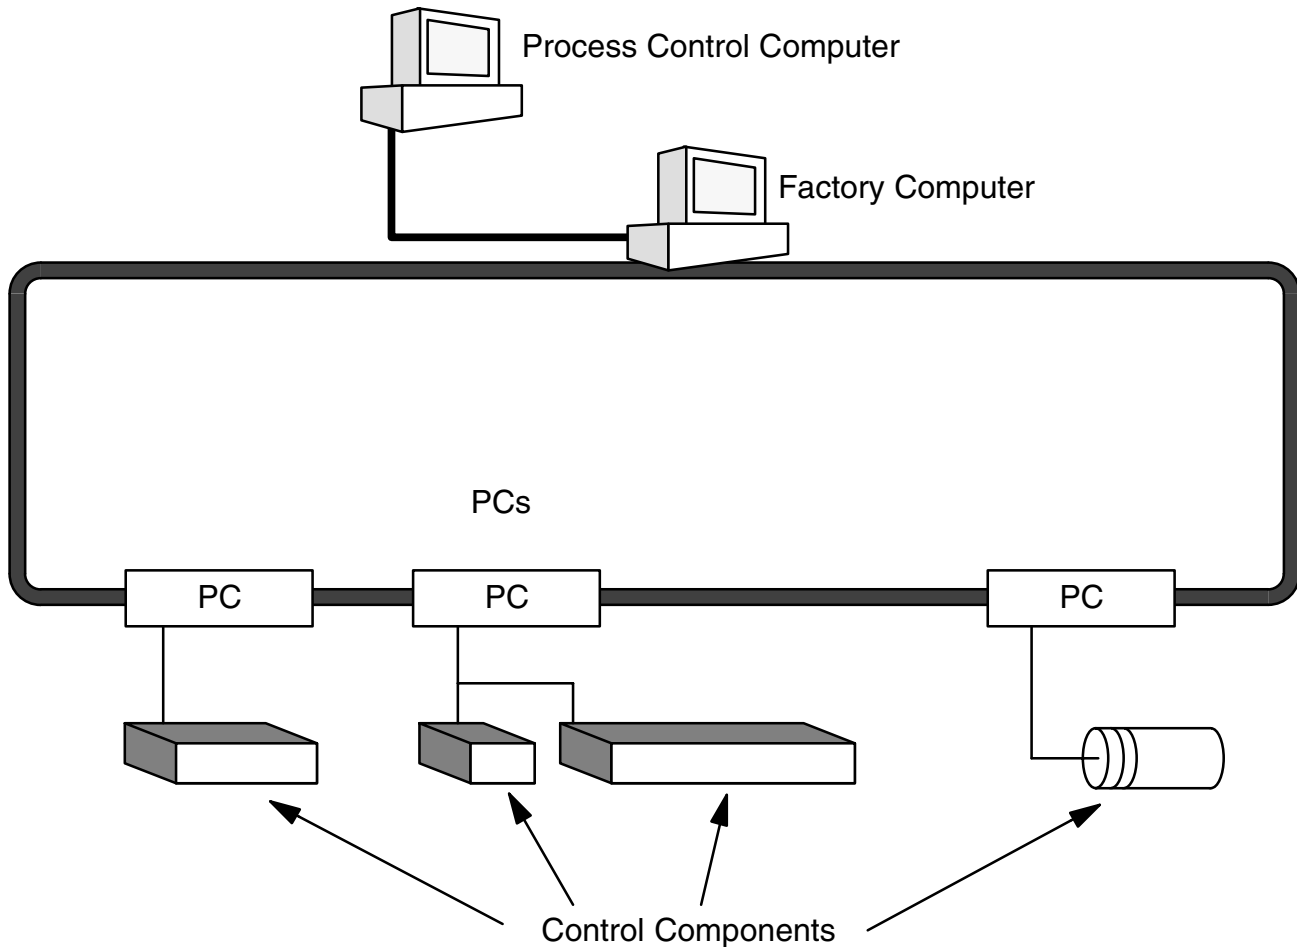 Process Control Computer
Factory Computer
PCs
PC
PC
PC
Control Components